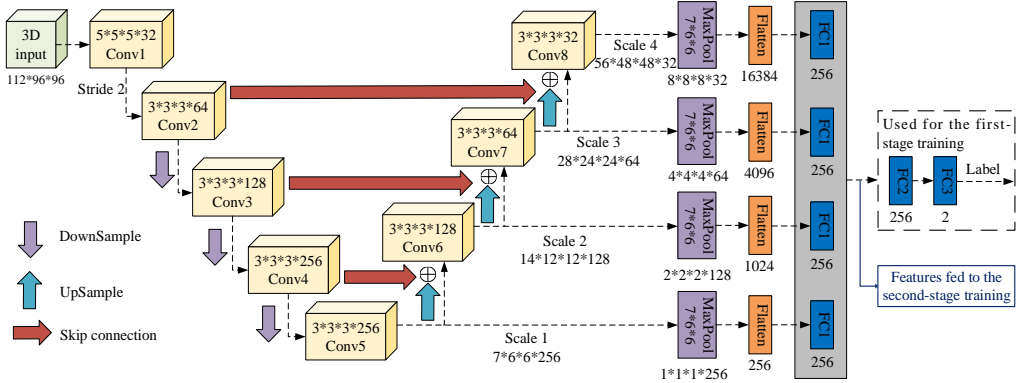 3D
input
112*96*96
5*5*5*32
Conv1
Stride 2
3*3*3*64
Conv2
3*3*3*128
Conv3
3*3*3*256
Conv4
3*3*3*256
Conv5
3*3*3*128
Conv6
3*3*3*64
Conv7
3*3*3*32
Conv8
DownSample
UpSample
Skip connection
Scale 4
56*48*48*32
MaxPool
7*6*6
8*8*8*32
Flatten
16384
FC1
256
Scale 3
28*24*24*64
MaxPool
7*6*6
4*4*4*64
Flatten
4096
FC1
256
Scale 2
14*12*12*128
MaxPool
7*6*6
2*2*2*128
Flatten
1024
FC1
256
Scale 1
7*6*6*256
MaxPool
7*6*6
1*1*1*256
Flatten
256
FC1
256
Used for the first-
stage training
FC2
256
FC3
2
Label
Features fed to the
second-stage training